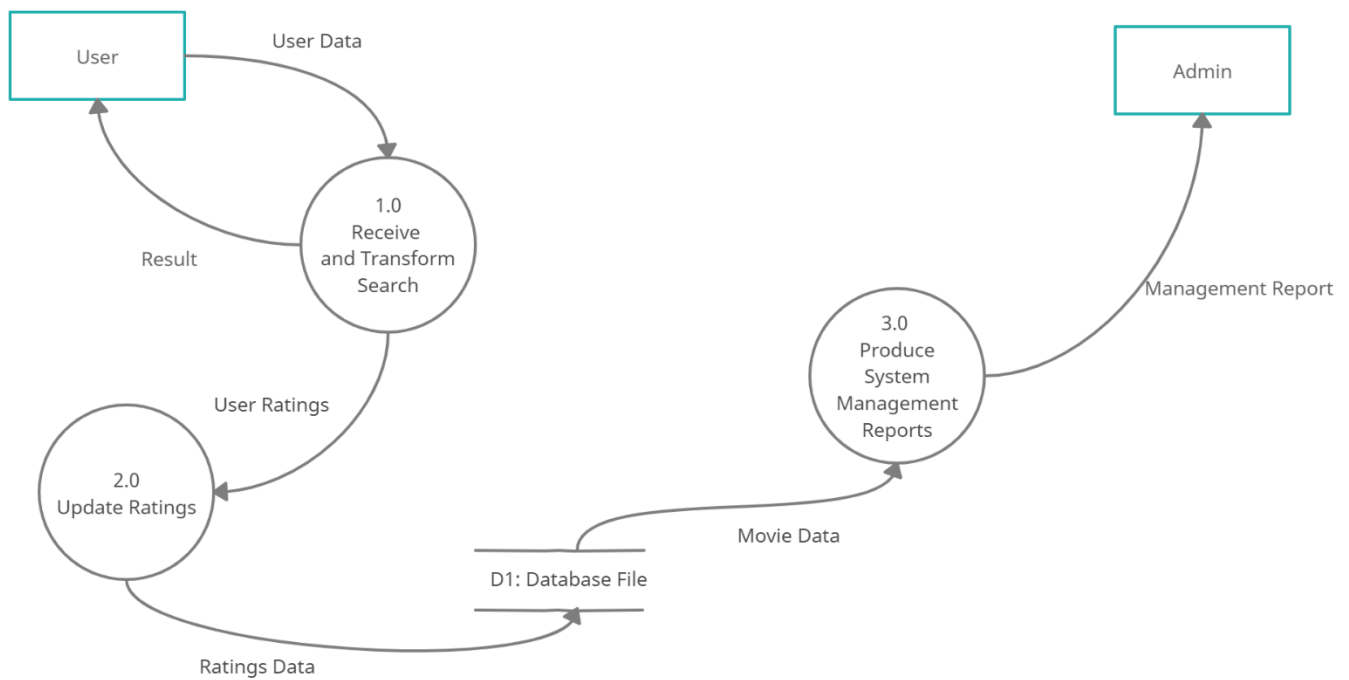 User
User Data
Admin
1.0
Receive
and Transform
Search
Result
Management Report
3.0
Produce
System
Management
Reports
User Ratings
2.0
Update Ratings
Movie Data
D1: Database File
Ratings Data